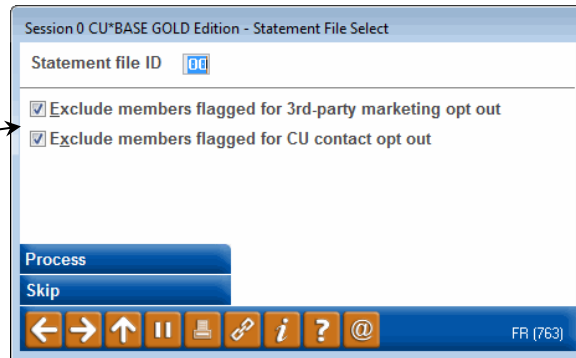 Session 0 CU*BASE GOLD Edition - Statement File Select
Statement file ID 00
Exclude members flagged for 3rd-party marketing opt out
Exclude members flagged for CU contact opt out
Process
Skip
i ? @ FR (763)